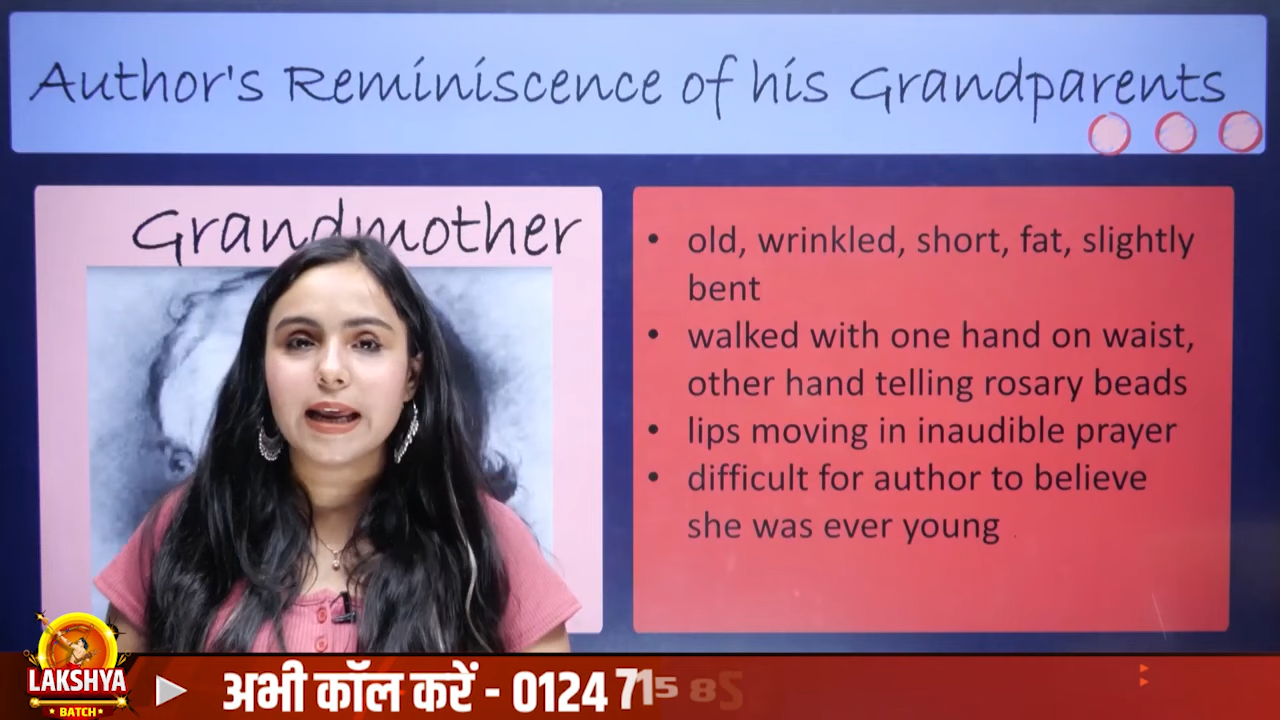 Author's Reminiscence of his Grandparents
Grandmother
• old, wrinkled, short, fat, slightly
bent
• walked with one hand on waist,
other hand telling rosary beads
• lips moving in inaudible prayer
• difficult for author to believe
she was ever young
LAKSHYA
BATCH
अभी कॉल करें - 0124 715 8